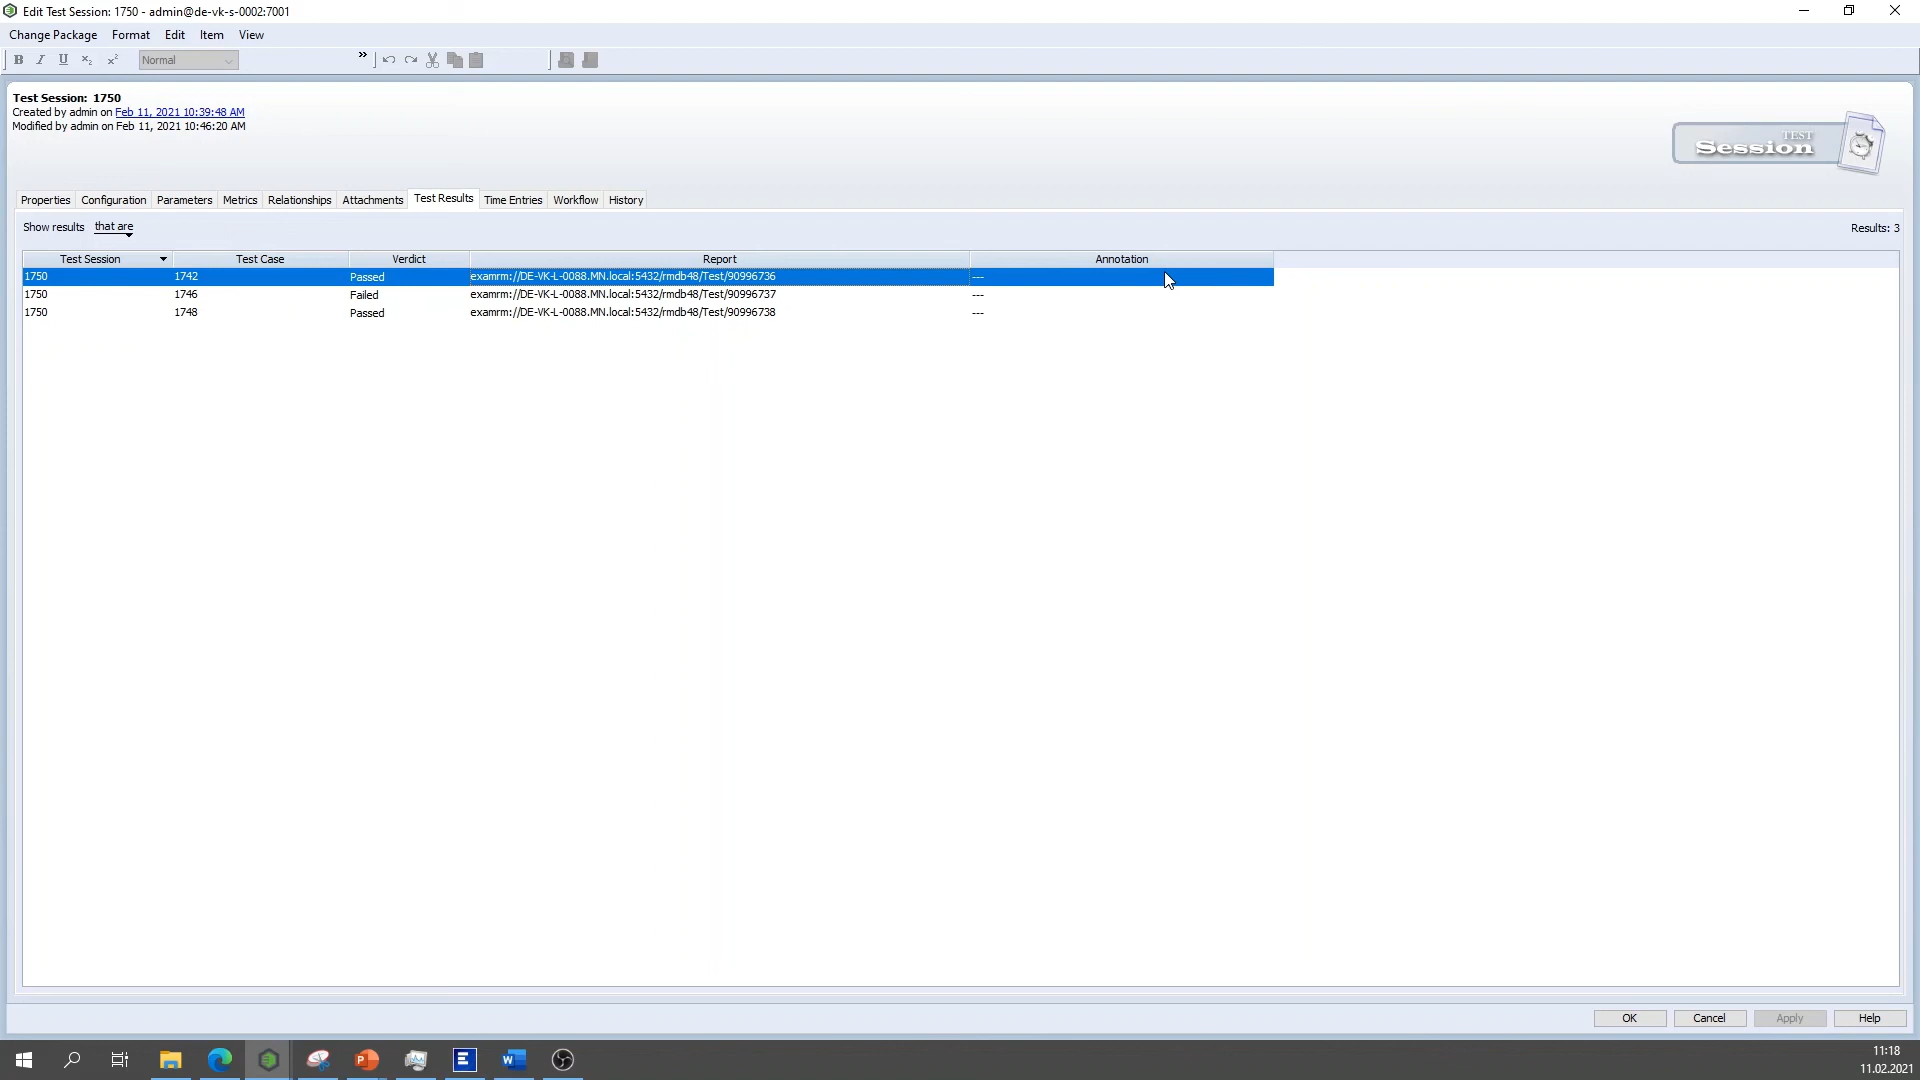 Edit Test Session: 1750 - admin@de-vk-s-0002:7001
Change Package Format Edit Item View
B I U x₂ x² Normal »
Test Session: 1750
Created by admin on Feb 11, 2021 10:39:48 AM
Modified by admin on Feb 11, 2021 10:46:20 AM
TEST
Session
Properties Configuration Parameters Metrics Relationships Attachments Test Results Time Entries Workflow History
Show results that are Results: 3
Test Session Test Case Verdict Report Annotation
1750 1742 Passed examrm://DE-VK-L-0088.MN.local:5432/rmdb48/Test/90996736 ---
1750 1746 Failed examrm://DE-VK-L-0088.MN.local:5432/rmdb48/Test/90996737 ---
1750 1748 Passed examrm://DE-VK-L-0088.MN.local:5432/rmdb48/Test/90996738 ---
OK Cancel Apply Help
11:18
11.02.2021